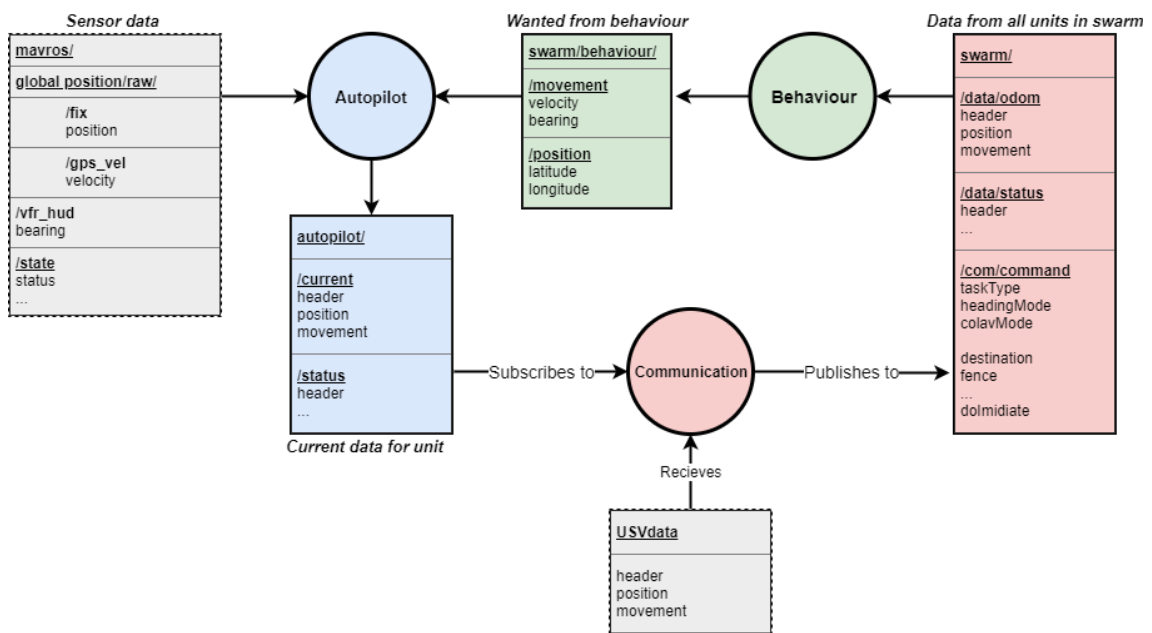 Sensor data
mavros/
global position/raw/
/fix
position
/gps_vel
velocity
/vfr_hud
bearing
/state
status
...
Autopilot
Wanted from behaviour
swarm/behaviour/
/movement
velocity
bearing
/position
latitude
longitude
Behaviour
Data from all units in swarm
swarm/
/data/odom
header
position
movement
/data/status
header
...
/com/command
taskType
headingMode
colavMode
destination
fence
...
doImidiate
autopilot/
/current
header
position
movement
/status
header
...
Current data for unit
Subscribes to
Communication
Publishes to
Recieves
USVdata
header
position
movement